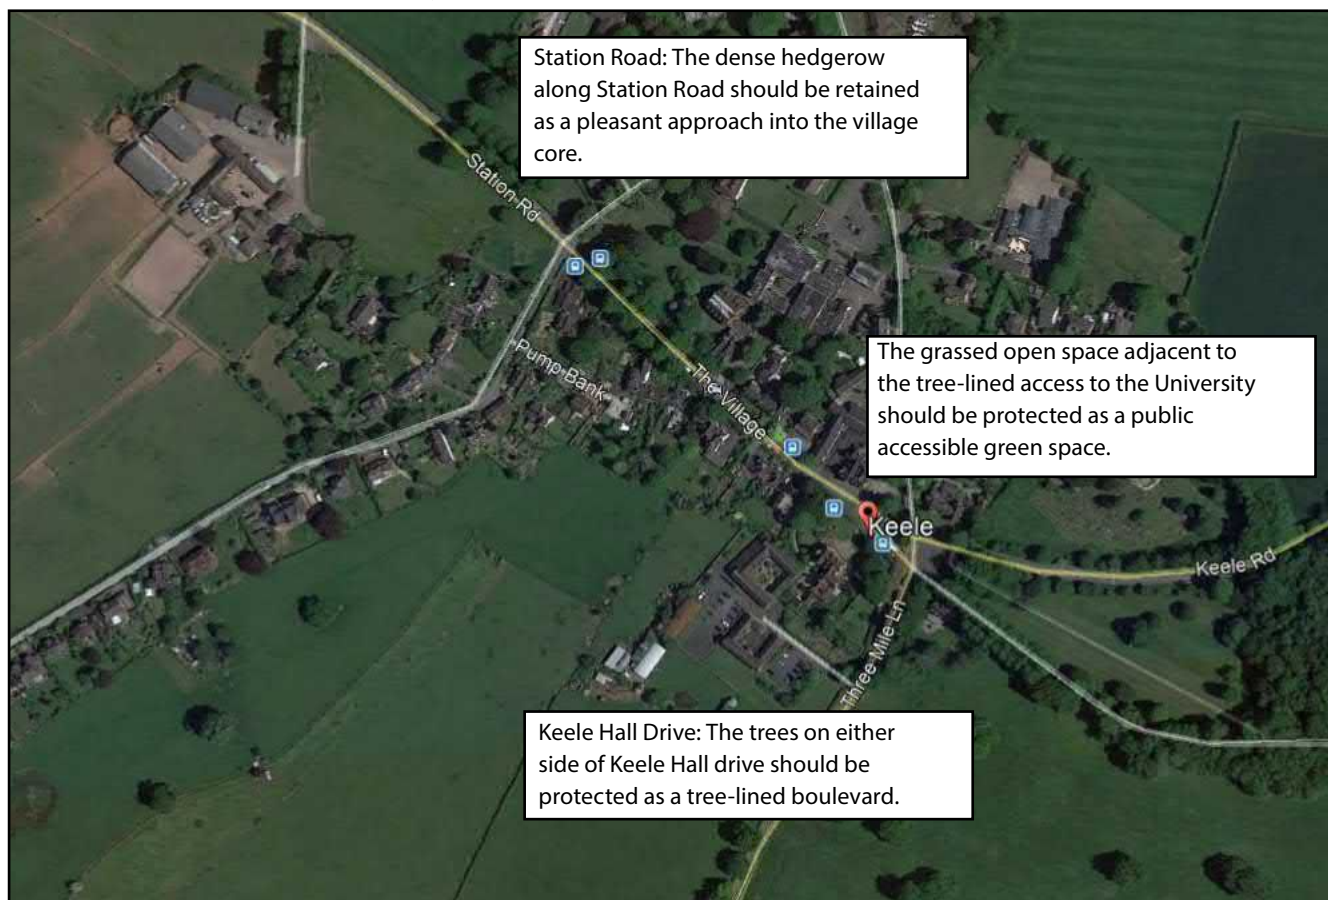 Station Road: The dense hedgerow
along Station Road should be retained
as a pleasant approach into the village
core.
Station Rd
Pump Bank
The Village
The grassed open space adjacent to
the tree-lined access to the University
should be protected as a public
accessible green space.
Keele
Keele Rd
Three Mile Ln
Keele Hall Drive: The trees on either
side of Keele Hall drive should be
protected as a tree-lined boulevard.